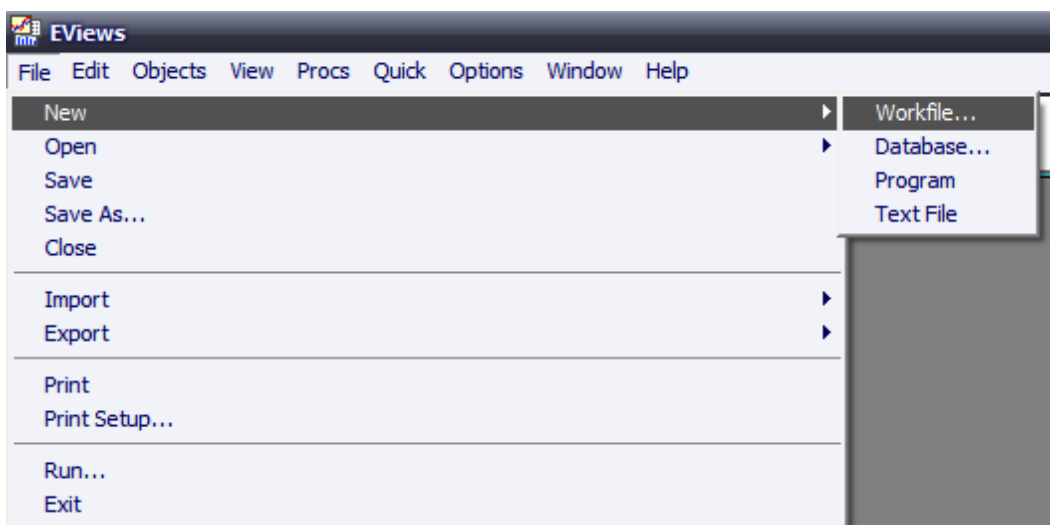 EViews
File Edit Objects View Procs Quick Options Window Help
New
Open
Save
Save As...
Close
Import
Export
Print
Print Setup...
Run...
Exit
Workfile...
Database...
Program
Text File